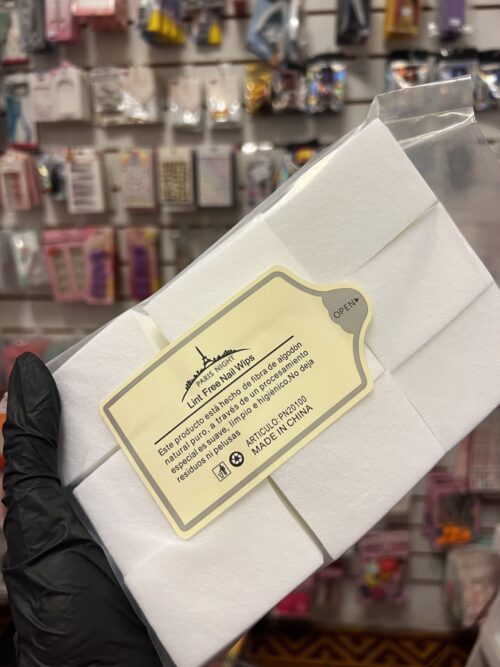 OPEN
PARIS NIGHT
Lint Free Nail Wips
Este producto está hecho de fibra de algodón
natural puro, a través de un procesamiento
especial es suave, limpio e higiénico,No deja
residuos ni pelusas
ARTICULO:PN20100
MADE IN CHINA